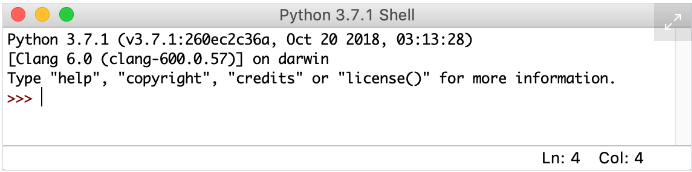 Python 3.7.1 Shell
Python 3.7.1 (v3.7.1:260ec2c36a, Oct 20 2018, 03:13:28)
[Clang 6.0 (clang-600.0.57)] on darwin
Type "help", "copyright", "credits" or "license()" for more information.
>>>
Ln: 4 Col: 4